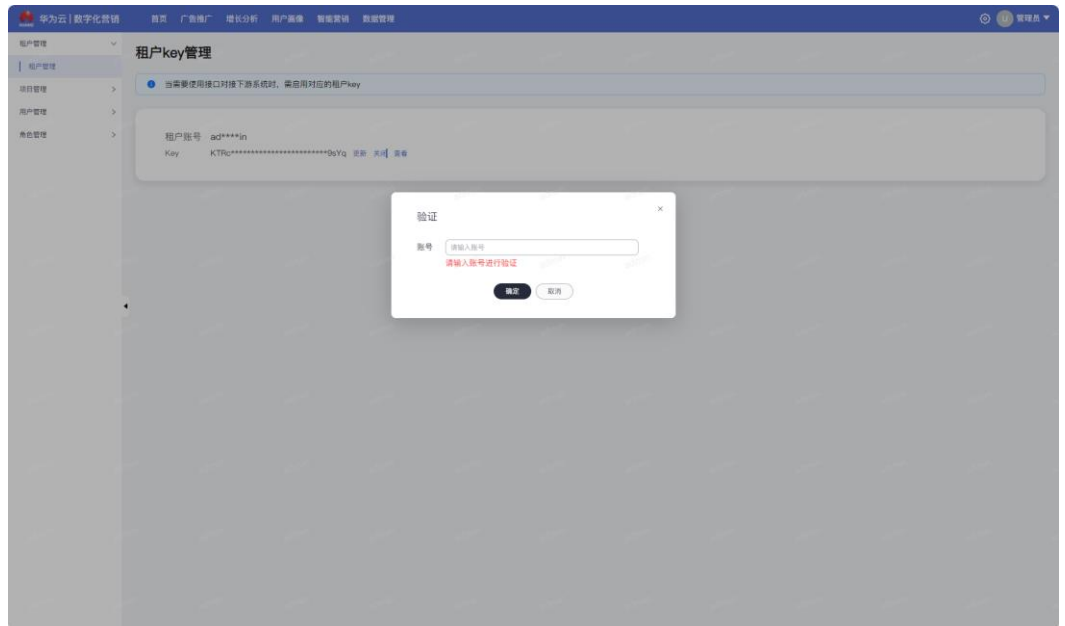 华为云 | 数字化营销 首页 广告推广 增长分析 用户画像 智能营销 数据管理 U 管理员
租户管理
租户管理
项目管理
用户管理
角色管理
租户key管理
当需要使用接口对接下游系统时，需启用对应的租户key
租户账号 ad****in
Key KTRc************************9sYq 更新 关闭 查看
验证
账号 请输入账号
请输入账号进行验证
确定 取消